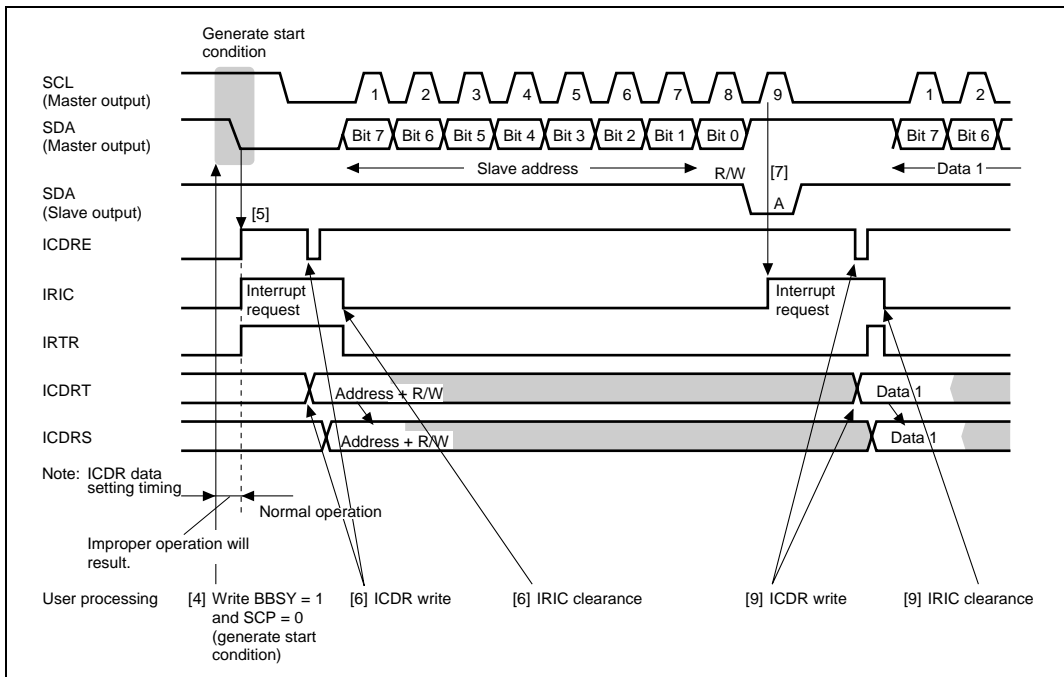 Generate start
condition
SCL
(Master output)
1 2 3 4 5 6 7 8 9 1 2
SDA
(Master output)
Bit 7 Bit 6 Bit 5 Bit 4 Bit 3 Bit 2 Bit 1 Bit 0 Bit 7 Bit 6
Slave address R/W [7] Data 1
SDA
(Slave output)
A
[5]
ICDRE
IRIC
Interrupt
request
Interrupt
request
IRTR
ICDRT
Address + R/W Data 1
ICDRS
Address + R/W Data 1
Note: ICDR data
setting timing
Normal operation
Improper operation will
result.
User processing
[4] Write BBSY = 1
and SCP = 0
(generate start
condition)
[6] ICDR write
[6] IRIC clearance
[9] ICDR write
[9] IRIC clearance